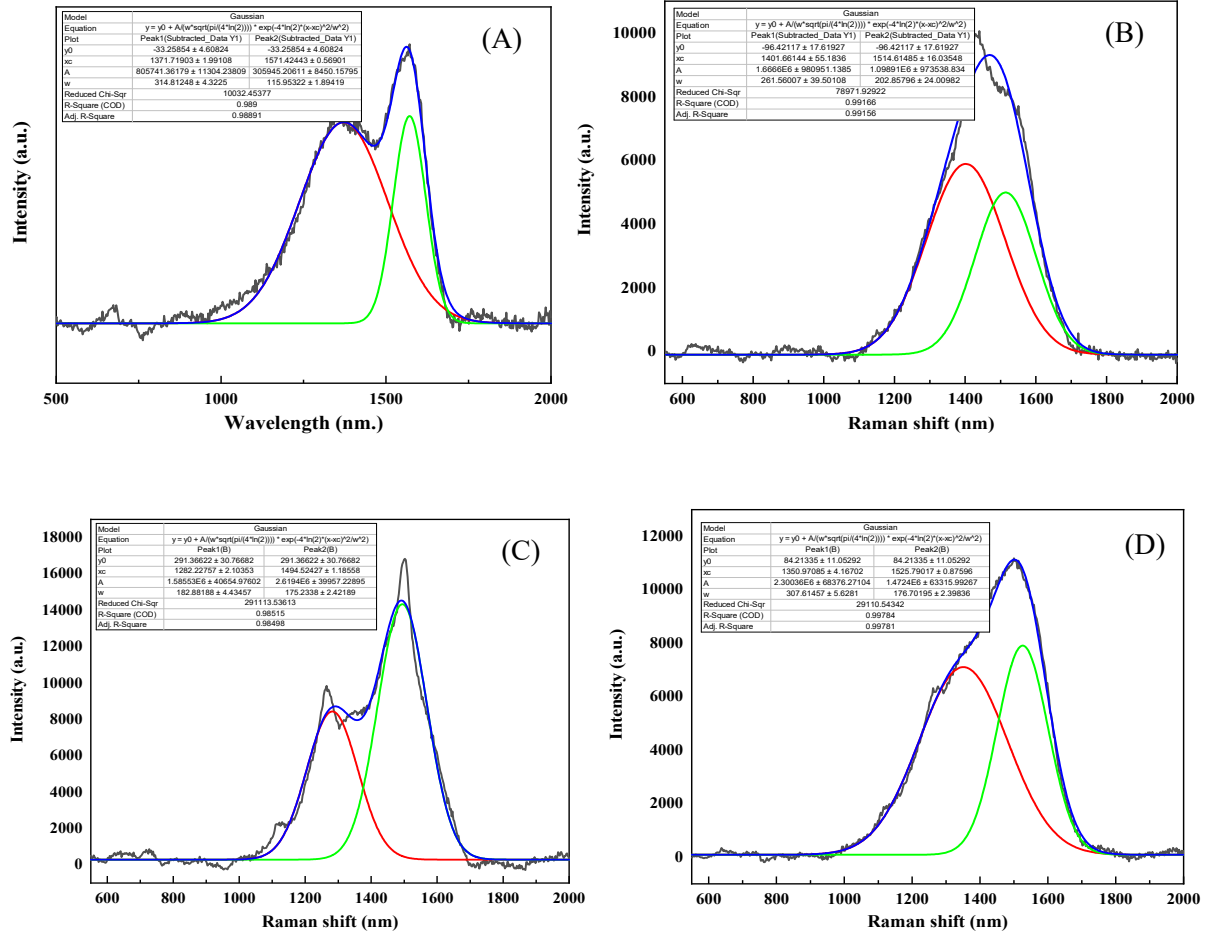 (A)
Model Gaussian
Equation y = y0 + A/(w*sqrt(pi/(4*ln(2)))) * exp(-4*ln(2)*(x-xc)^2/w^2)
Plot Peak1(Subtracted_Data Y1) Peak2(Subtracted_Data Y1)
y0 -33.25854 ± 4.60824 -33.25854 ± 4.60824
xc 1371.71903 ± 1.99108 1571.42443 ± 0.56901
A 805741.36179 ± 11304.23809 305945.20611 ± 8450.15795
w 314.81248 ± 4.3225 115.95322 ± 1.89419
Reduced Chi-Sqr 10032.45377
R-Square (COD) 0.989
Adj. R-Square 0.98891
Intensity (a.u.)
500 1000 1500 2000
Wavelength (nm.)
(B)
Model Gaussian
Equation y = y0 + A/(w*sqrt(pi/(4*ln(2)))) * exp(-4*ln(2)*(x-xc)^2/w^2)
Plot Peak1(Subtracted_Data Y1) Peak2(Subtracted_Data Y1)
y0 -96.42117 ± 17.61927 -96.42117 ± 17.61927
xc 1401.66144 ± 55.1836 1514.61485 ± 16.03548
A 1.6666E6 ± 980951.1385 1.09891E6 ± 973538.834
w 261.56007 ± 39.50108 202.85796 ± 24.00982
Reduced Chi-Sqr 78971.92922
R-Square (COD) 0.99166
Adj. R-Square 0.99156
Intensity (a.u.)
10000
8000
6000
4000
2000
0
600 800 1000 1200 1400 1600 1800 2000
Raman shift (nm)
(C)
Model Gaussian
Equation y = y0 + A/(w*sqrt(pi/(4*ln(2)))) * exp(-4*ln(2)*(x-xc)^2/w^2)
Plot Peak1(B) Peak2(B)
y0 291.36622 ± 30.76682 291.36622 ± 30.76682
xc 1282.22757 ± 2.10353 1494.52427 ± 1.18558
A 1.58553E6 ± 40654.97602 2.6194E6 ± 39957.22895
w 182.88188 ± 4.43457 175.2338 ± 2.42189
Reduced Chi-Sqr 291113.53613
R-Square (COD) 0.98515
Adj. R-Square 0.98498
Intensity (a.u.)
18000
16000
14000
12000
10000
8000
6000
4000
2000
0
600 800 1000 1200 1400 1600 1800 2000
Raman shift (nm)
(D)
Model Gaussian
Equation y = y0 + A/(w*sqrt(pi/(4*ln(2)))) * exp(-4*ln(2)*(x-xc)^2/w^2)
Plot Peak1(B) Peak2(B)
y0 84.21335 ± 11.05292 84.21335 ± 11.05292
xc 1350.97085 ± 4.16702 1525.79017 ± 0.87596
A 2.30036E6 ± 68376.27104 1.4724E6 ± 63315.99267
w 307.61457 ± 5.6281 176.70195 ± 2.39836
Reduced Chi-Sqr 29110.54342
R-Square (COD) 0.99784
Adj. R-Square 0.99781
Intensity (a.u.)
12000
10000
8000
6000
4000
2000
0
600 800 1000 1200 1400 1600 1800 2000
Raman shift (nm)